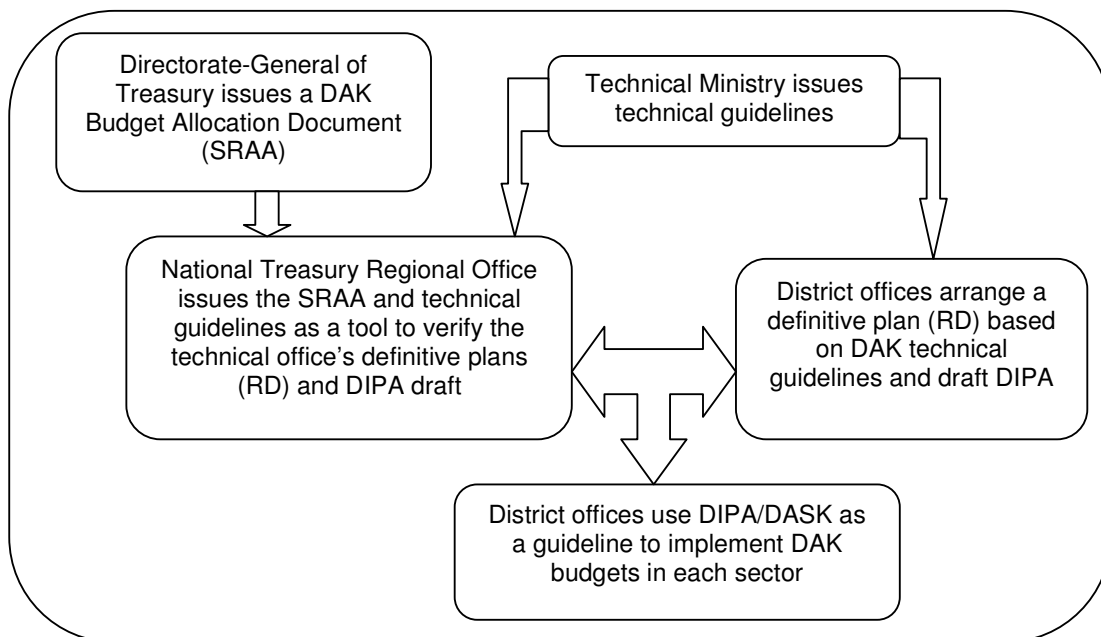 Directorate-General of
Treasury issues a DAK
Budget Allocation Document
(SRAA)
Technical Ministry issues
technical guidelines
National Treasury Regional Office
issues the SRAA and technical
guidelines as a tool to verify the
technical office's definitive plans
(RD) and DIPA draft
District offices arrange a
definitive plan (RD) based
on DAK technical
guidelines and draft DIPA
District offices use DIPA/DASK as
a guideline to implement DAK
budgets in each sector